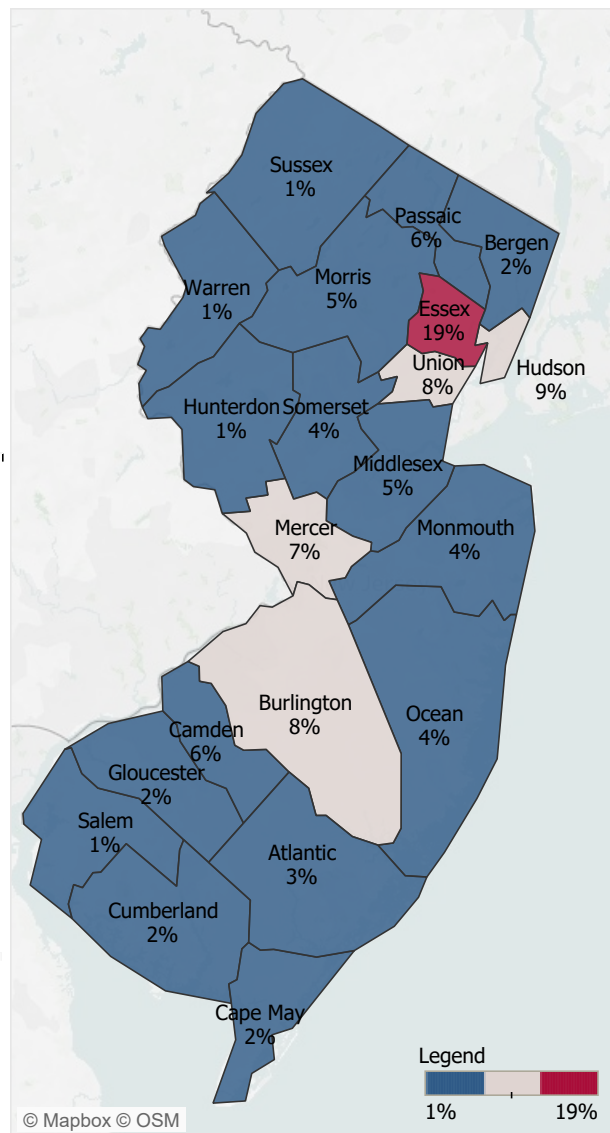 Sussex
1%
Passaic
6%
Bergen
2%
Warren
1%
Morris
5%
Essex
19%
Union
8%
Hudson
9%
Hunterdon
1%
Somerset
4%
Middlesex
5%
Mercer
7%
Monmouth
4%
Burlington
8%
Ocean
4%
Camden
6%
Gloucester
2%
Salem
1%
Atlantic
3%
Cumberland
2%
Cape May
2%
Legend
1% 19%
© Mapbox © OSM